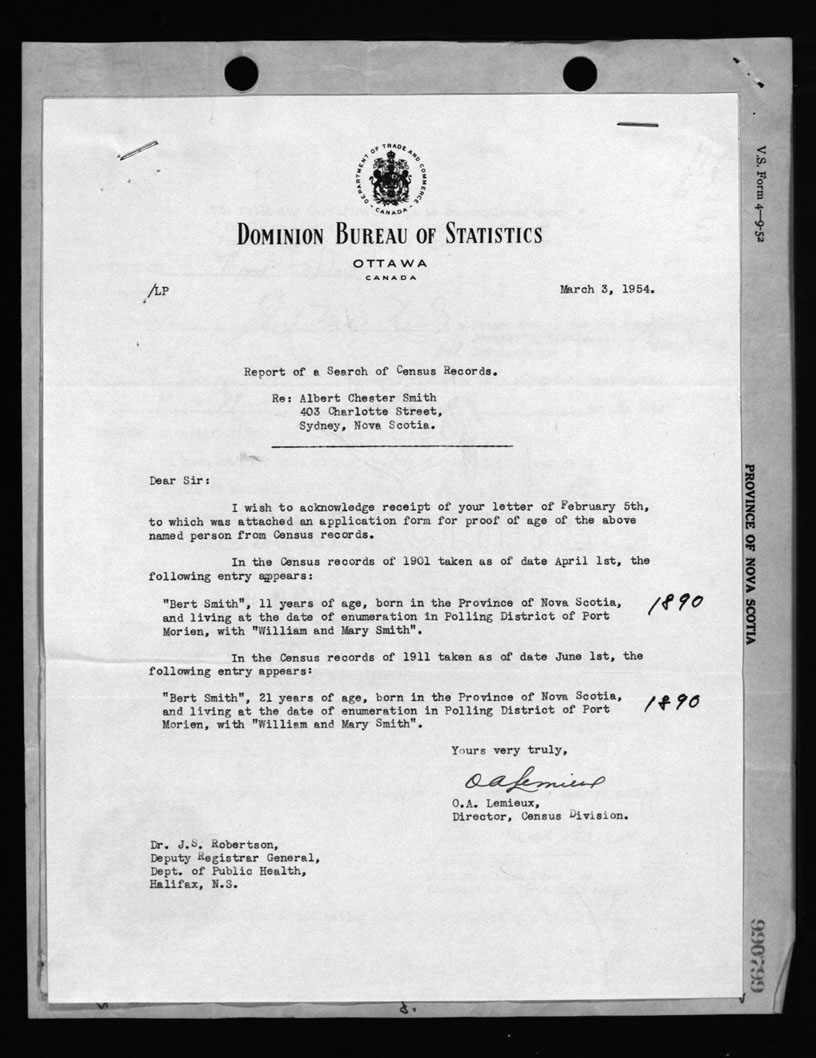 DEPARTMENT OF TRADE AND COMMERCE
- CANADA -
DOMINION BUREAU OF STATISTICS
OTTAWA
CANADA
/LP
March 3, 1954.
Report of a Search of Census Records.
Re: Albert Chester Smith
403 Charlotte Street,
Sydney, Nova Scotia.
Dear Sir:
I wish to acknowledge receipt of your letter of February 5th,
to which was attached an application form for proof of age of the above
named person from Census records.
In the Census records of 1901 taken as of date April 1st, the
following entry appears:
"Bert Smith", 11 years of age, born in the Province of Nova Scotia,
and living at the date of enumeration in Polling District of Port
Morien, with "William and Mary Smith".
1890
In the Census records of 1911 taken as of date June 1st, the
following entry appears:
"Bert Smith", 21 years of age, born in the Province of Nova Scotia,
and living at the date of enumeration in Polling District of Port
Morien, with "William and Mary Smith".
1890
Yours very truly,
O A Lemieux
O.A. Lemieux,
Director, Census Division.
Dr. J.S. Robertson,
Deputy Registrar General,
Dept. of Public Health,
Halifax, N.S.
V.S. Form 4—9-52
PROVINCE OF NOVA SCOTIA